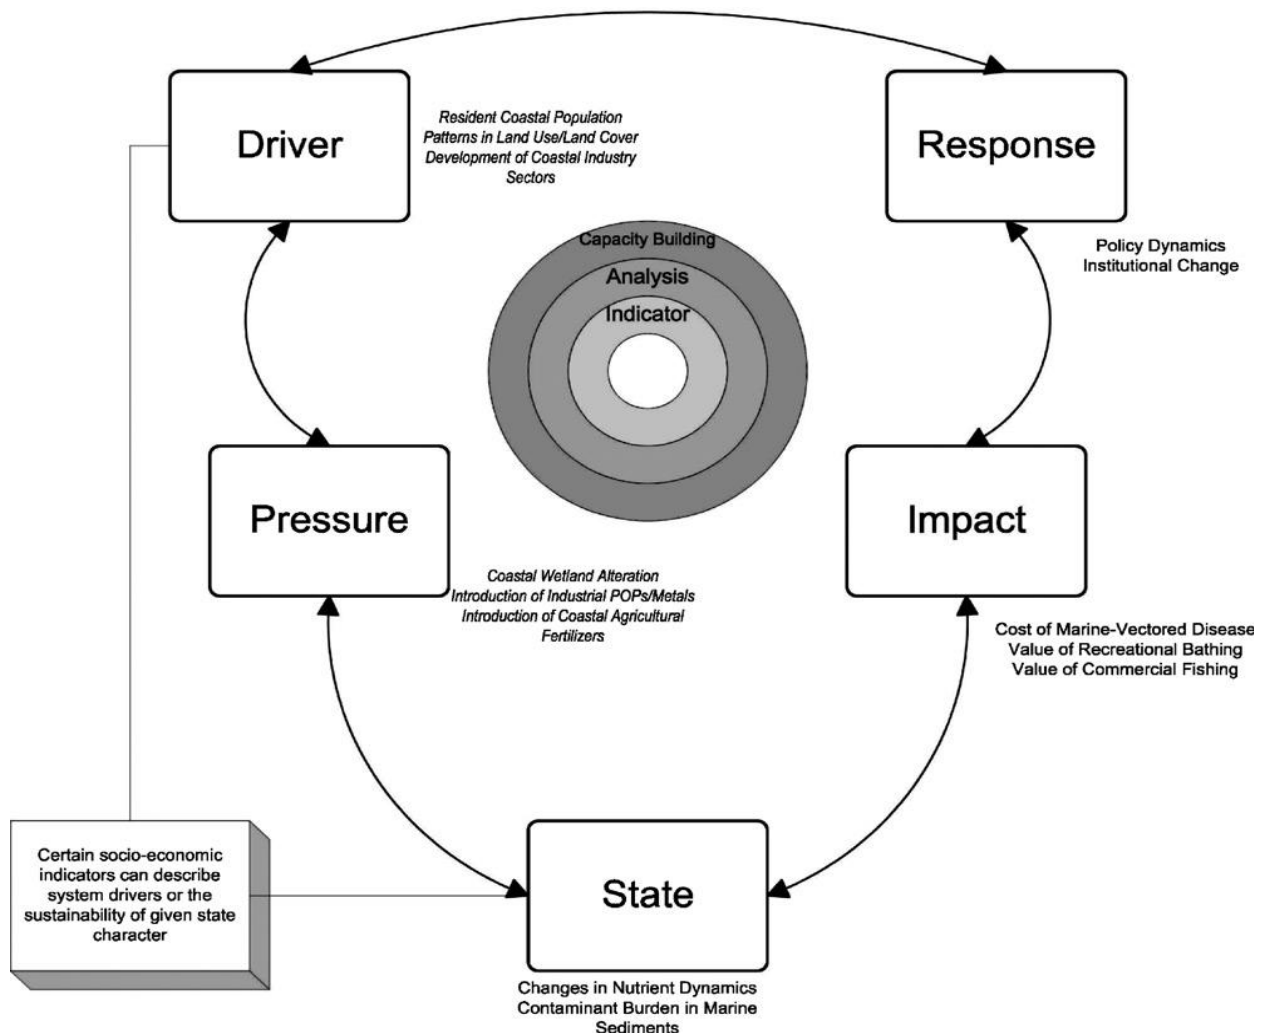 Driver
Resident Coastal Population
Patterns in Land Use/Land Cover
Development of Coastal Industry
Sectors
Response
Policy Dynamics
Institutional Change
Capacity Building
Analysis
Indicator
Pressure
Coastal Wetland Alteration
Introduction of Industrial POPs/Metals
Introduction of Coastal Agricultural
Fertilizers
Impact
Cost of Marine-Vectored Disease
Value of Recreational Bathing
Value of Commercial Fishing
Certain socio-economic
indicators can describe
system drivers or the
sustainability of given state
character
State
Changes in Nutrient Dynamics
Contaminant Burden in Marine
Sediments